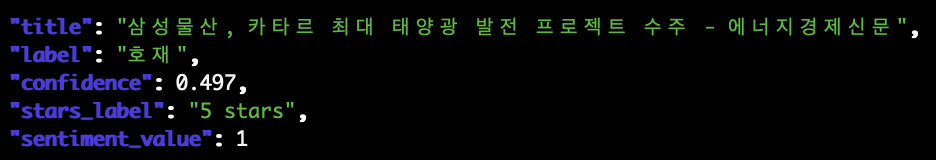 "title": "삼성물산, 카타르 최대 태양광 발전 프로젝트 수주 - 에너지경제신문",
"label": "호재",
"confidence": 0.497,
"stars_label": "5 stars",
"sentiment_value": 1